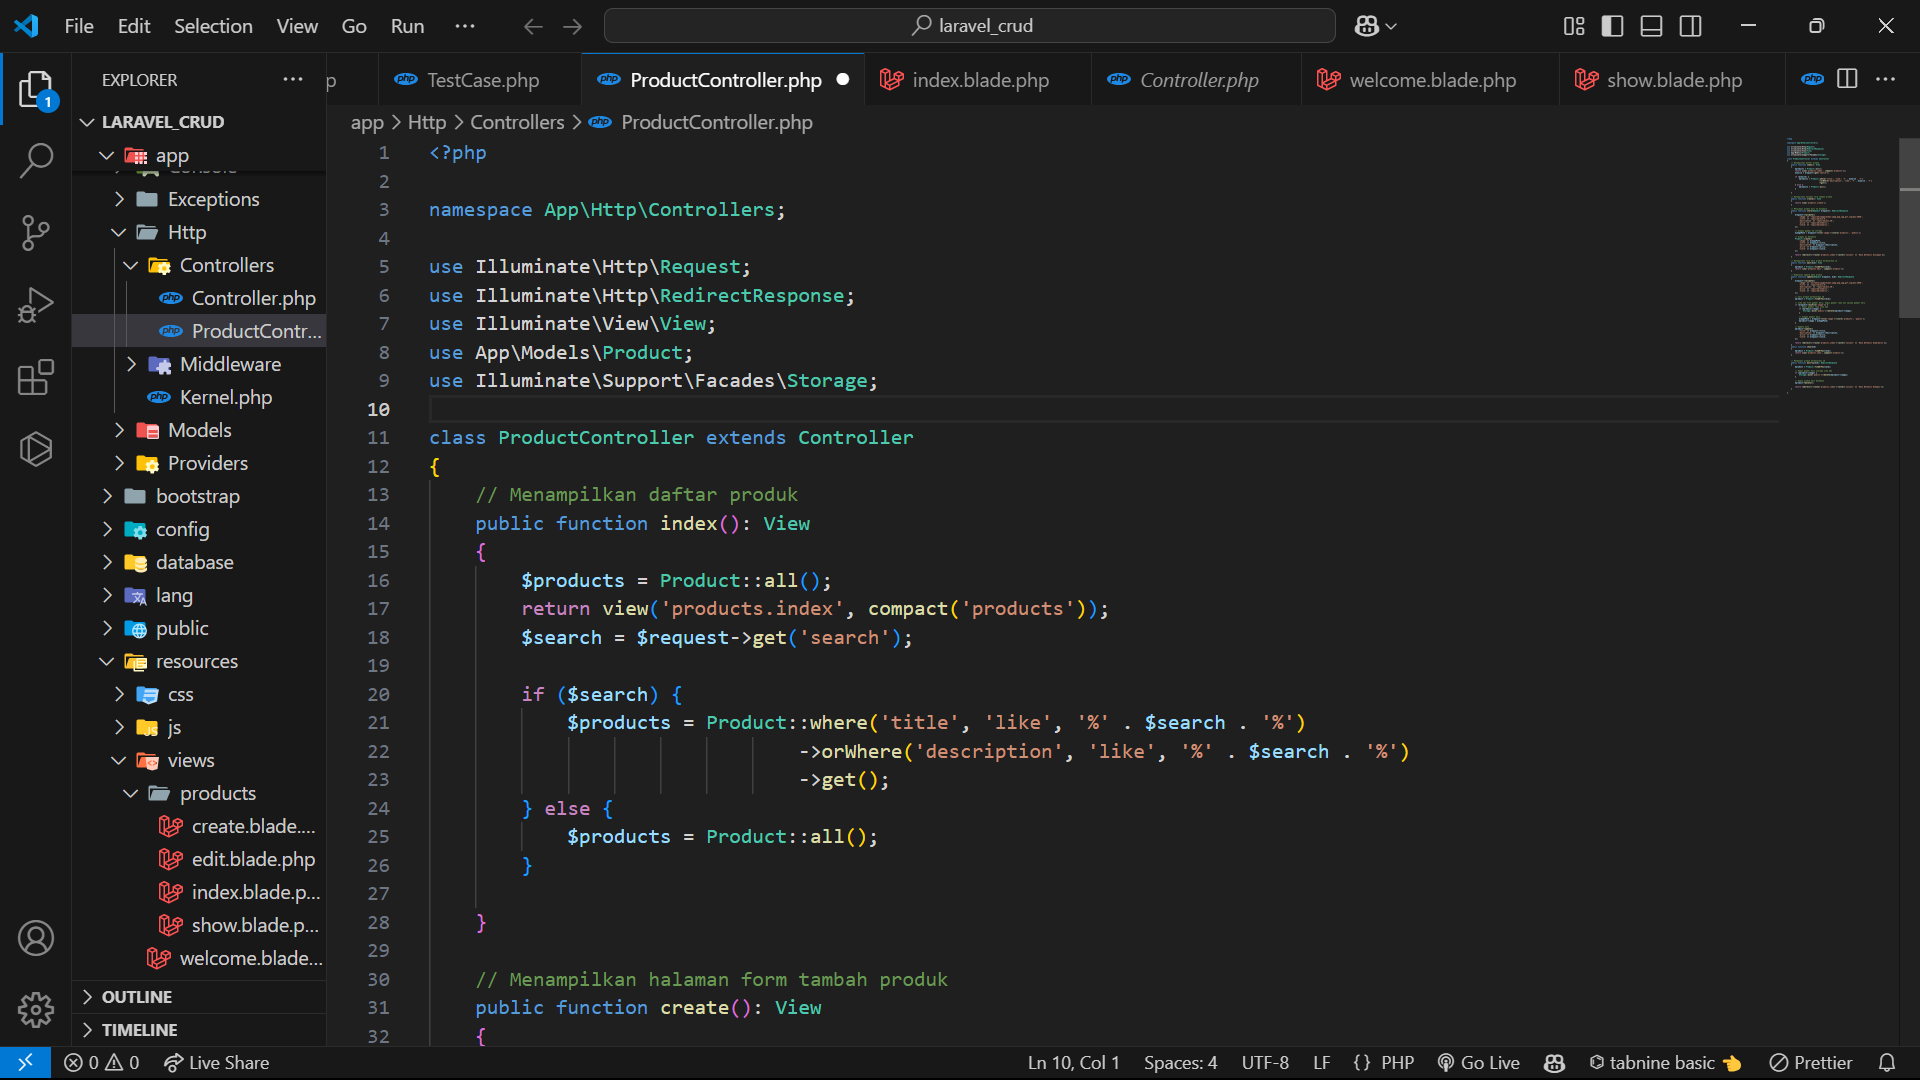 File Edit Selection View Go Run ··· laravel_crud
EXPLORER ···
p TestCase.php ProductController.php index.blade.php Controller.php welcome.blade.php show.blade.php
LARAVEL_CRUD
app
Console
Exceptions
Http
Controllers
Controller.php
ProductContr...
Middleware
Kernel.php
Models
Providers
bootstrap
config
database
lang
public
resources
css
js
views
products
create.blade....
edit.blade.php
index.blade.p...
show.blade.p...
welcome.blade...
OUTLINE
TIMELINE
app > Http > Controllers > ProductController.php
1 <?php
2
3 namespace App\Http\Controllers;
4
5 use Illuminate\Http\Request;
6 use Illuminate\Http\RedirectResponse;
7 use Illuminate\View\View;
8 use App\Models\Product;
9 use Illuminate\Support\Facades\Storage;
10
11 class ProductController extends Controller
12 {
13     // Menampilkan daftar produk
14     public function index(): View
15     {
16         $products = Product::all();
17         return view('products.index', compact('products'));
18         $search = $request->get('search');
19
20         if ($search) {
21             $products = Product::where('title', 'like', '%' . $search . '%')
22                                 ->orWhere('description', 'like', '%' . $search . '%')
23                                 ->get();
24         } else {
25             $products = Product::all();
26         }
27
28     }
29
30     // Menampilkan halaman form tambah produk
31     public function create(): View
32     {
1
0 0 Live Share Ln 10, Col 1 Spaces: 4 UTF-8 LF {} PHP Go Live tabnine basic 👈 Prettier